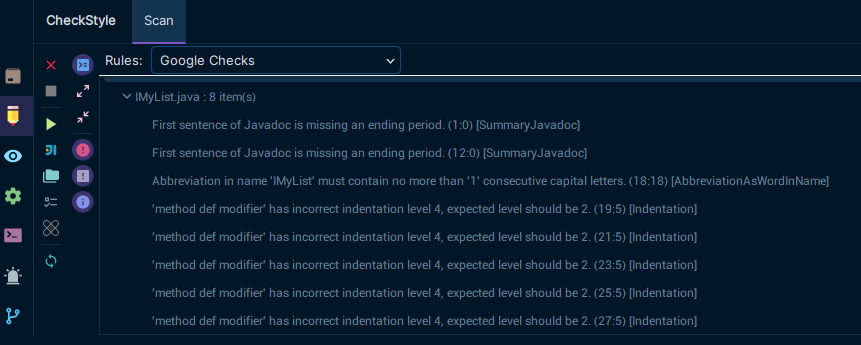 CheckStyle Scan
Rules: Google Checks
IMyList.java : 8 item(s)
First sentence of Javadoc is missing an ending period. (1:0) [SummaryJavadoc]
First sentence of Javadoc is missing an ending period. (12:0) [SummaryJavadoc]
Abbreviation in name 'IMyList' must contain no more than '1' consecutive capital letters. (18:18) [AbbreviationAsWordInName]
'method def modifier' has incorrect indentation level 4, expected level should be 2. (19:5) [Indentation]
'method def modifier' has incorrect indentation level 4, expected level should be 2. (21:5) [Indentation]
'method def modifier' has incorrect indentation level 4, expected level should be 2. (23:5) [Indentation]
'method def modifier' has incorrect indentation level 4, expected level should be 2. (25:5) [Indentation]
'method def modifier' has incorrect indentation level 4, expected level should be 2. (27:5) [Indentation]